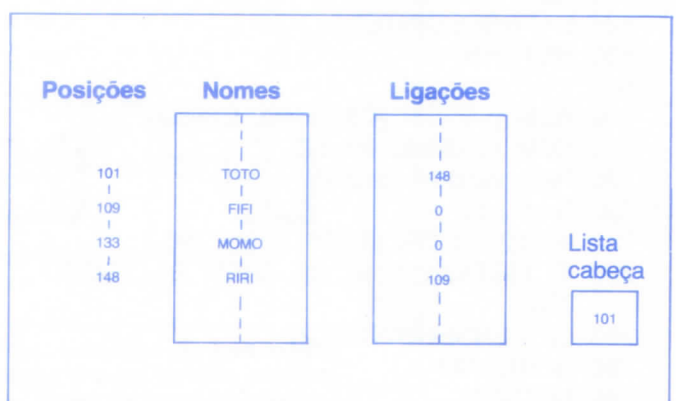 Posições Nomes Ligações
101 TOTO 148
109 FIFI 0
133 MOMO 0
148 RIRI 109
Lista
cabeça
101